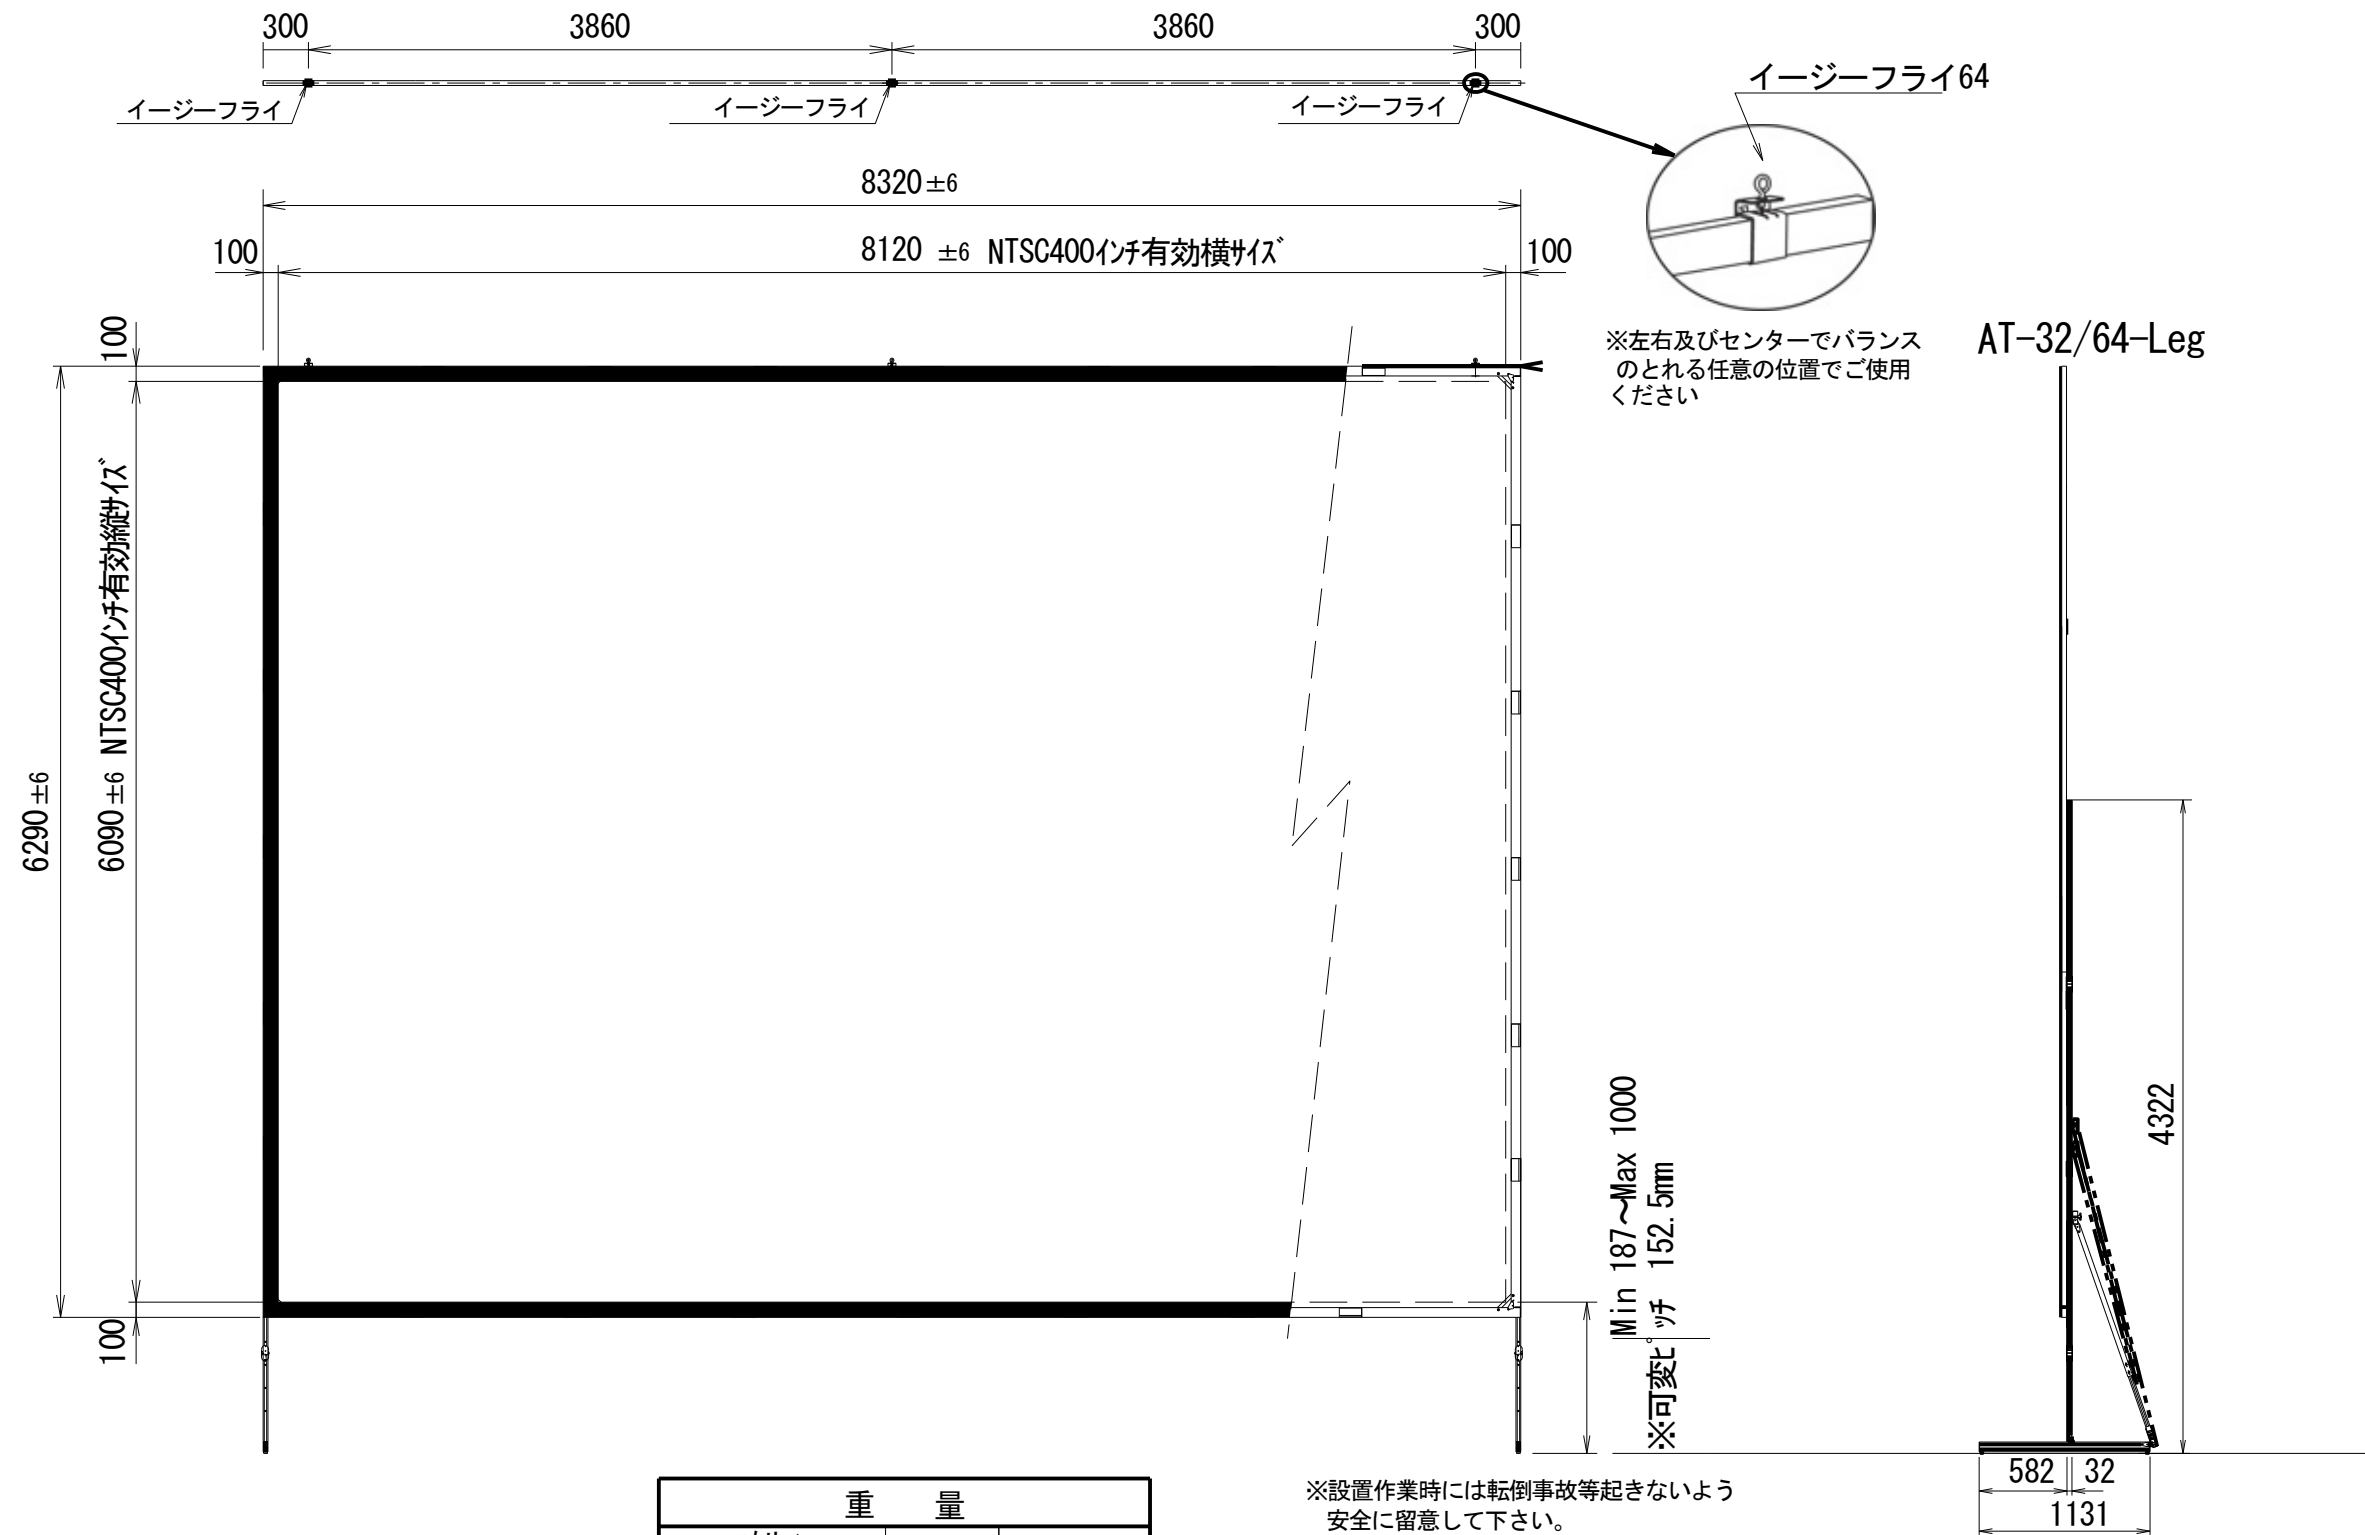 300 3860 3860 300
イージーフライ イージーフライ イージーフライ
イージーフライ64
8320±6
100 8120 ±6 NTSC400インチ有効横サイズ 100
※左右及びセンターでバランス
のとれる任意の位置でご使用
ください
AT-32/64-Leg
100
6290±6
6090±6 NTSC400インチ有効縦サイズ
100
Min 187～Max 1000
※可変ピッチ 152.5mm
4322
582 32
1131
重 量
※設置作業時には転倒事故等起きないよう
安全に留意して下さい。